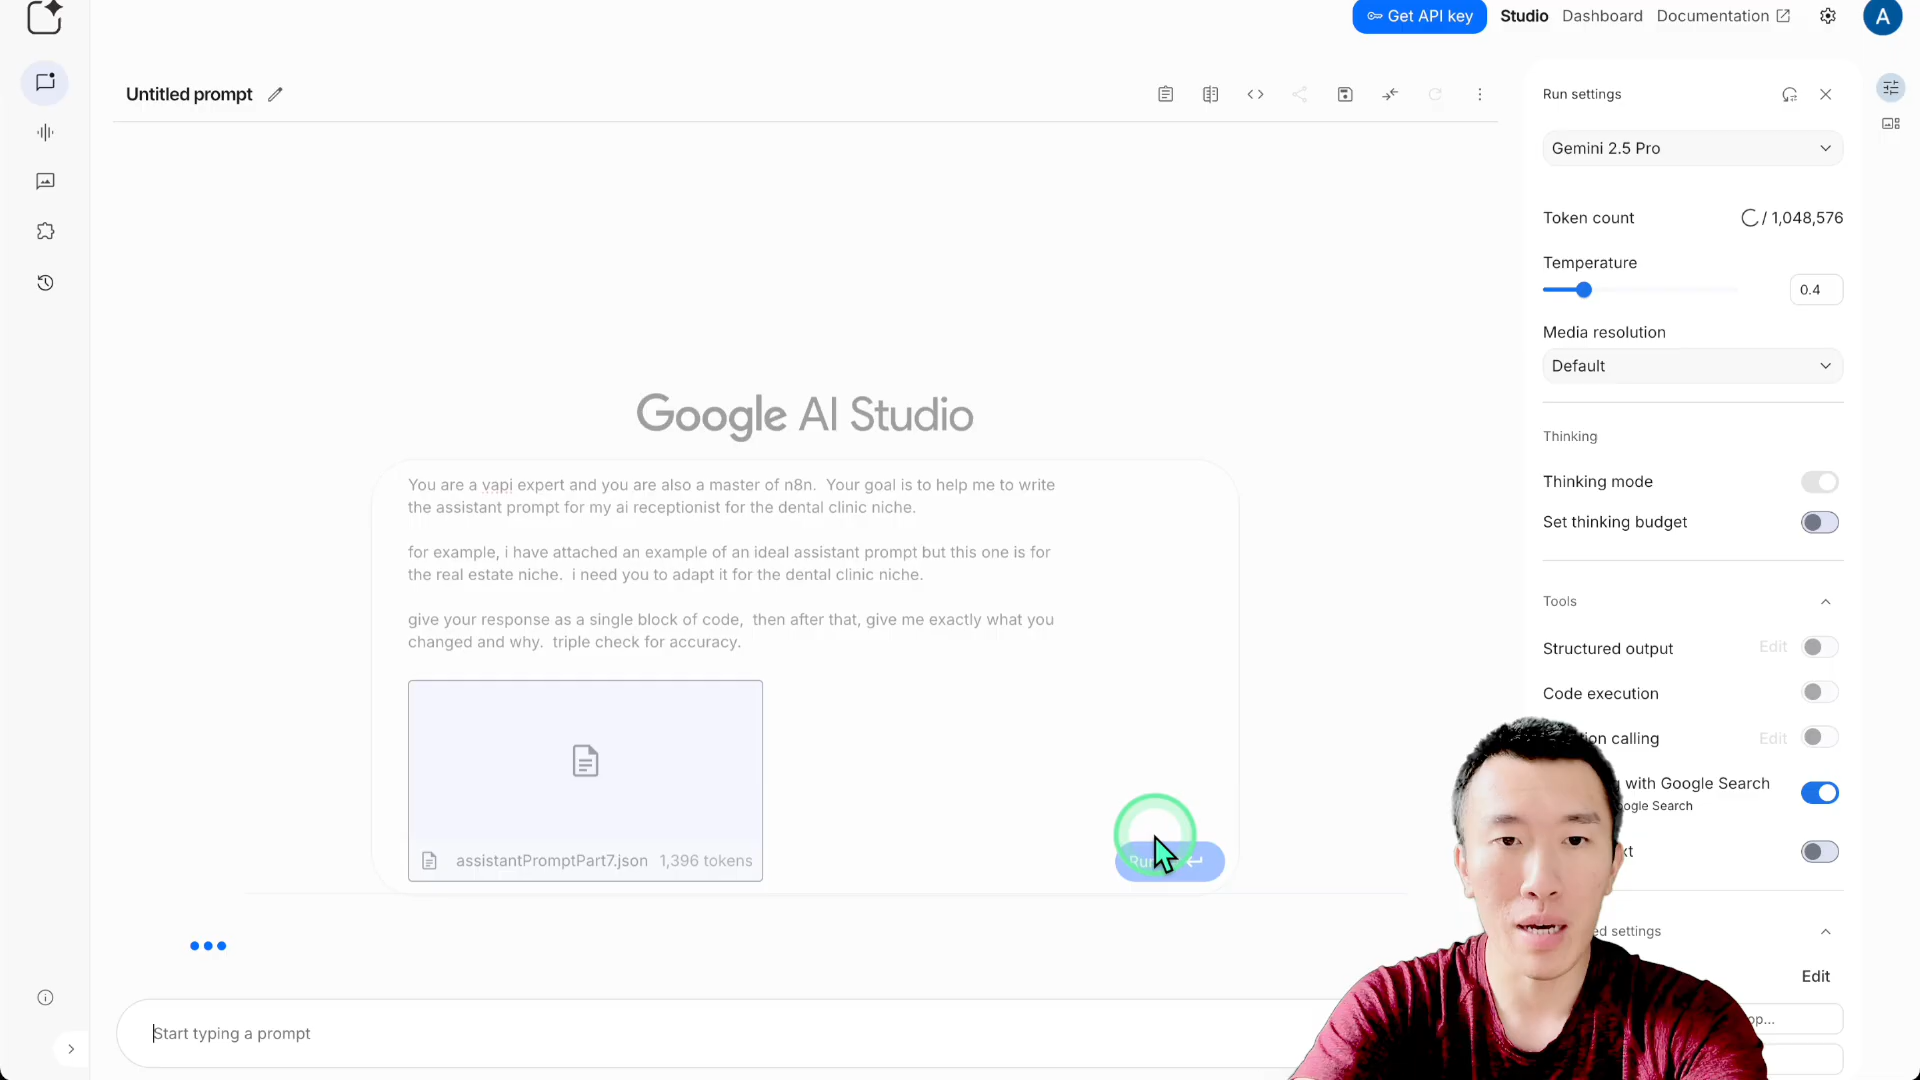 Get API key
Studio
Dashboard
Documentation
A
Untitled prompt
Run settings
Gemini 2.5 Pro
Token count
/ 1,048,576
Temperature
0.4
Media resolution
Default
Google AI Studio
Thinking
You are a vapi expert and you are also a master of n8n.  Your goal is to help me to write
the assistant prompt for my ai receptionist for the dental clinic niche.
Thinking mode
Set thinking budget
for example, i have attached an example of an ideal assistant prompt but this one is for
the real estate niche.  i need you to adapt it for the dental clinic niche.
Tools
give your response as a single block of code,  then after that, give me exactly what you
changed and why.  triple check for accuracy.
Structured output
Edit
Code execution
calling
Edit
with Google Search
Search
assistantPromptPart7.json
1,396 tokens
settings
Edit
Start typing a prompt